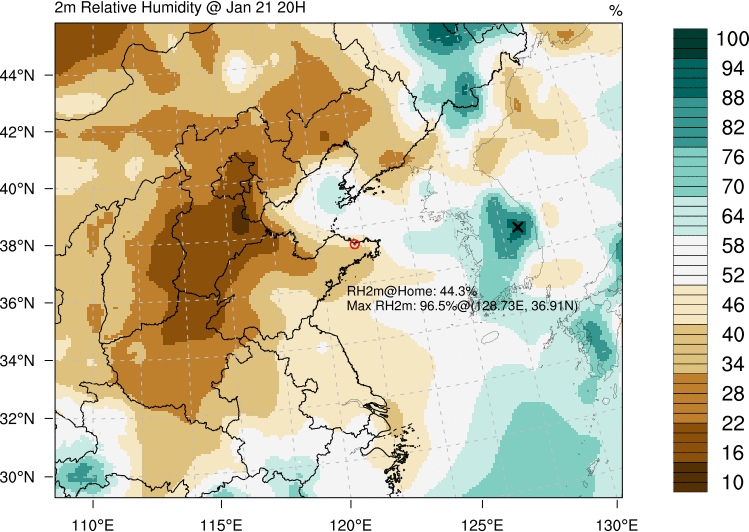 2m Relative Humidity @ Jan 21 20H
%
44°N
42°N
40°N
38°N
36°N
34°N
32°N
30°N
110°E
115°E
120°E
125°E
130°E
RH2m@Home: 44.3%
Max RH2m: 96.5%@(128.73E, 36.91N)
100
94
88
82
76
70
64
58
52
46
40
34
28
22
16
10